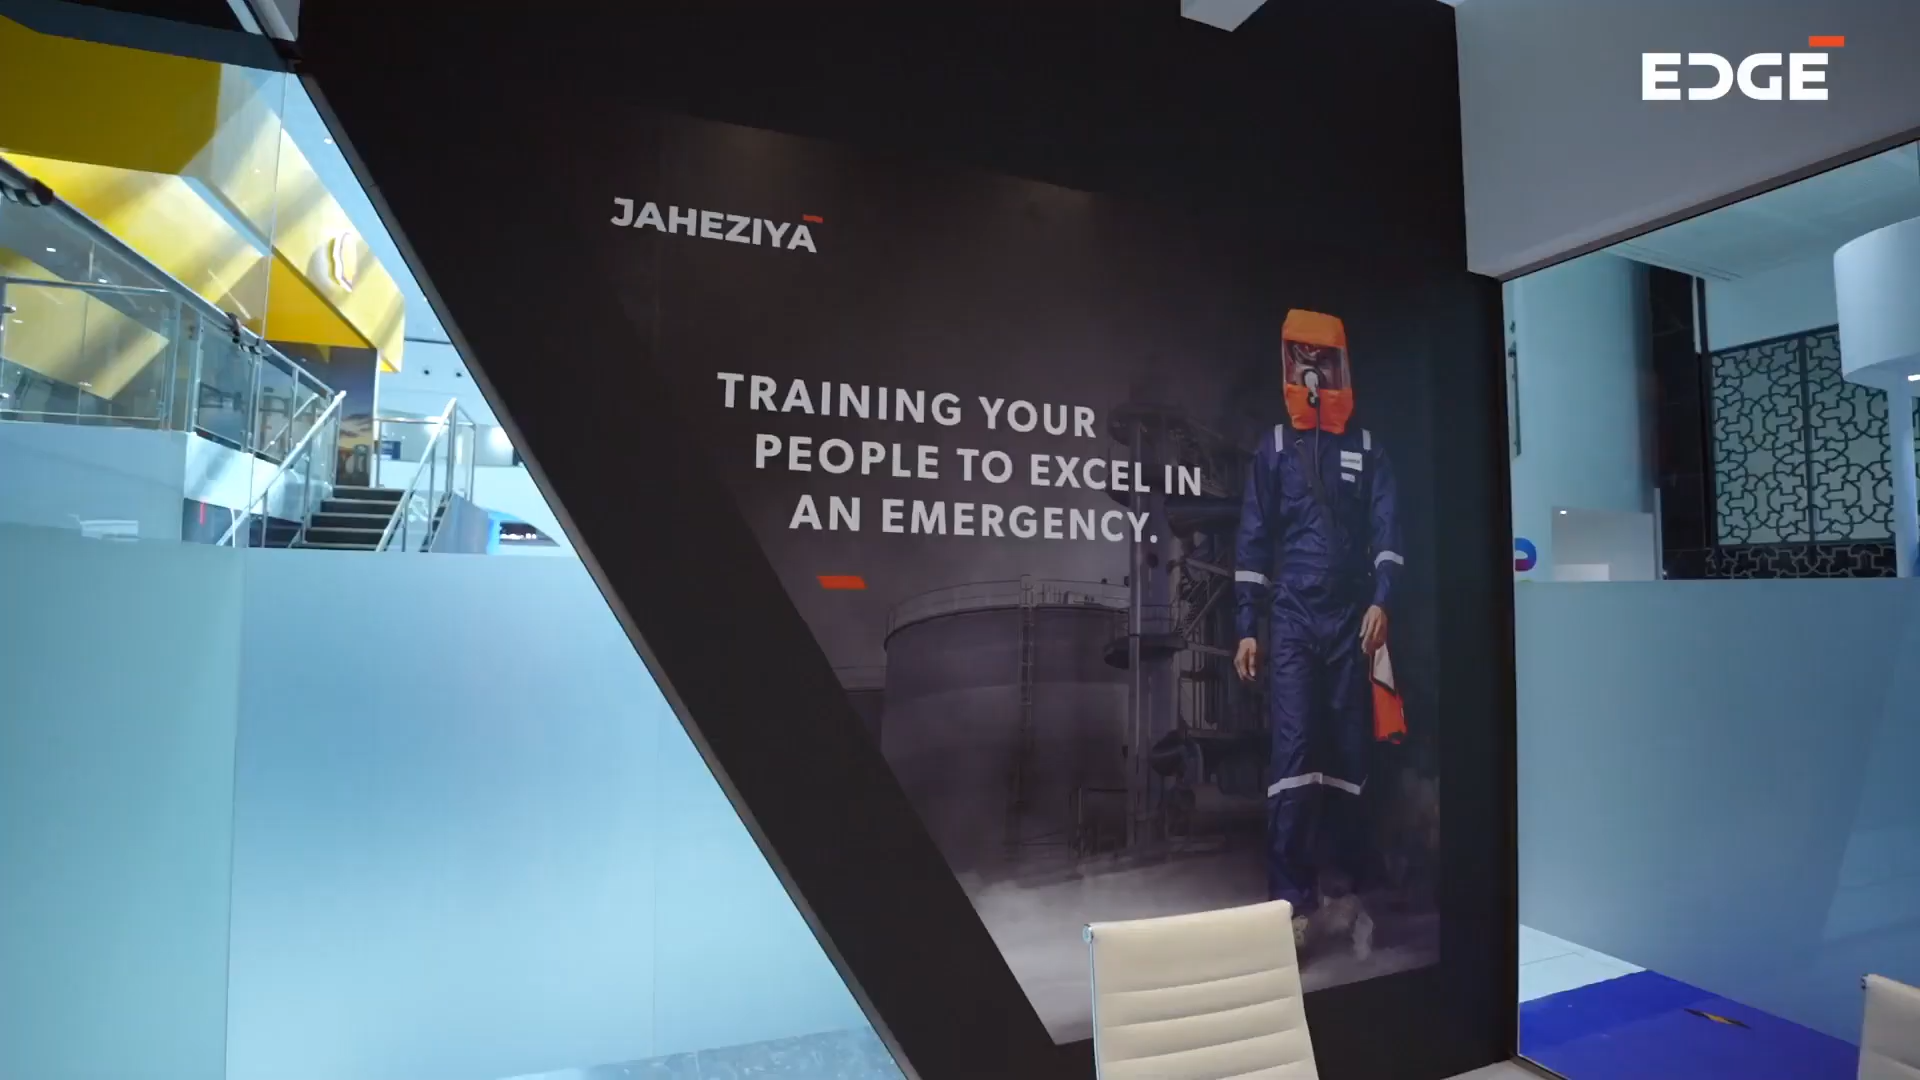 EDGE
JAHEZIYA
TRAINING YOUR
PEOPLE TO EXCEL IN
AN EMERGENCY.